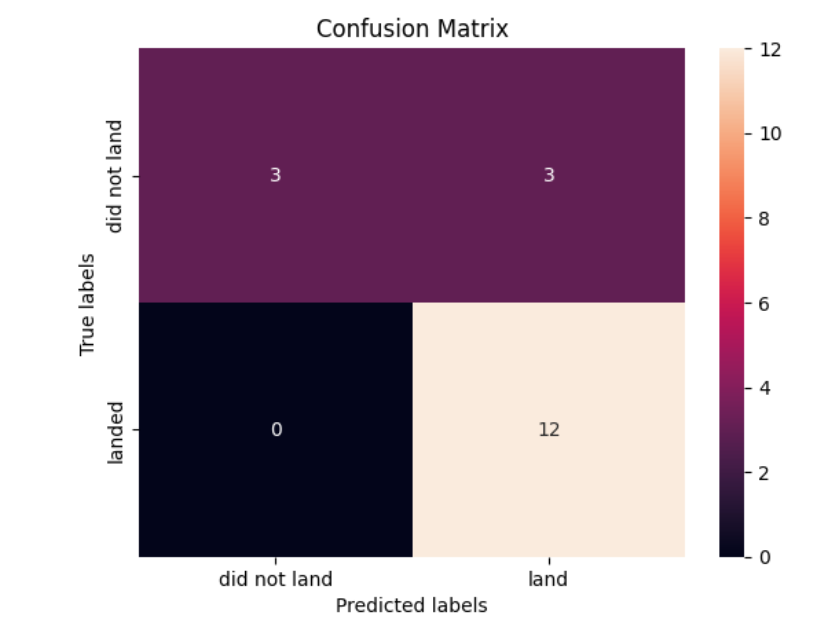 Confusion Matrix
did not land
landed
True labels
3
3
0
12
did not land
land
Predicted labels
12
10
8
6
4
2
0